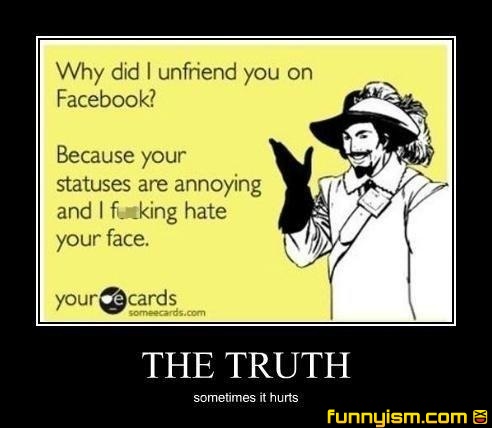 Why did I unfriend you on
Facebook?
Because your
statuses are annoying
and I f king hate
your face.
your e cards
someecards.com
THE TRUTH
sometimes it hurts
funnyism.com